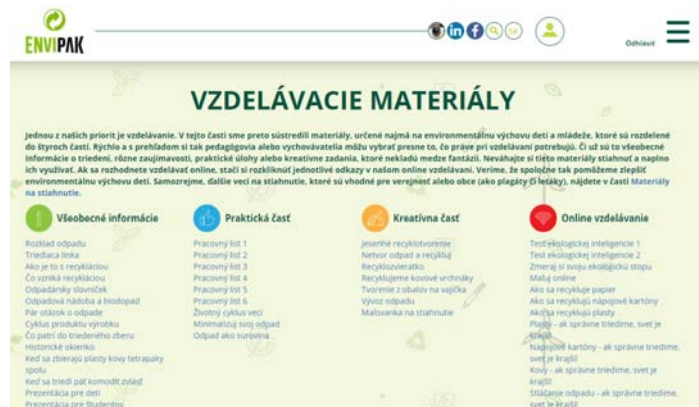 ENVIPAK
SK
Odhlásiť
VZDELÁVACIE MATERIÁLY
Jednou z našich priorít je vzdelávanie. V tejto časti sme preto sústredili materiály, určené najmä na environmentálnu výchovu detí a mládeže, ktoré sú rozdelené
do štyroch častí. Rýchlo a s prehľadom si tak pedagógovia alebo vychovávatelia môžu vybrať presne to, čo práve pri vzdelávaní potrebujú. Či už sú to všeobecné
informácie o triedení, rôzne zaujímavosti, praktické úlohy alebo kreatívne zadania, ktoré nekladú medze fantázii. Neváhajte si tieto materiály stiahnuť a naplno
ich využívať. Ak sa rozhodnete vzdelávať online, stačí si rozkliknúť jednotlivé odkazy v našom online vzdelávaní. Veríme, že spoločne tak pomôžeme zlepšiť
environmentálnu výchovu detí. Samozrejme, ďalšie veci na stiahnutie, ktoré sú vhodné pre verejnosť alebo obce (ako plagáty či letáky), nájdete v časti Materiály
na stiahnutie.
Všeobecné informácie
Rozklad odpadu
Triediaca linka
Ako je to s recykláciou
Čo vzniká recykláciou
Odpadársky slovníček
Odpadová nádoba a biodopad
Pár otázok o odpade
Cyklus produktu výrobku
Čo patrí do triedeného zberu
Historické okienko
Keď sa zbierajú plasty kovy tetrapaky
spolu
Keď sa triedi päť komodít zvlášť
Prezentácia pre deti
Prezentácia pre študentov
Praktická časť
Pracovný list 1
Pracovný list 2
Pracovný list 3
Pracovný list 4
Pracovný list 5
Pracovný list 6
Životný cyklus vecí
Minimalizuj svoj odpad
Odpad ako surovina
Kreatívna časť
Jesenné recyklotvorenie
Netvor odpad a recykluj
Recyklozvieratko
Recyklujeme kovové vrchnáky
Tvorenie z obalov na vajíčka
Vývoz odpadu
Maľovanka na stiahnutie
Online vzdelávanie
Test ekologickej inteligencie 1
Test ekologickej inteligencie 2
Zmeraj si svoju ekologickú stopu
Maľuj online
Ako sa recykluje papier
Ako sa recyklujú nápojové kartóny
Ako sa recyklujú plasty
Plasty - ak správne triedime, svet je
krajší!
Nápojové kartóny - ak správne triedime,
svet je krajší!
Kovy - ak správne triedime, svet je
krajší!
Stláčanie odpadu - ak správne triedime,
svet je krajší!